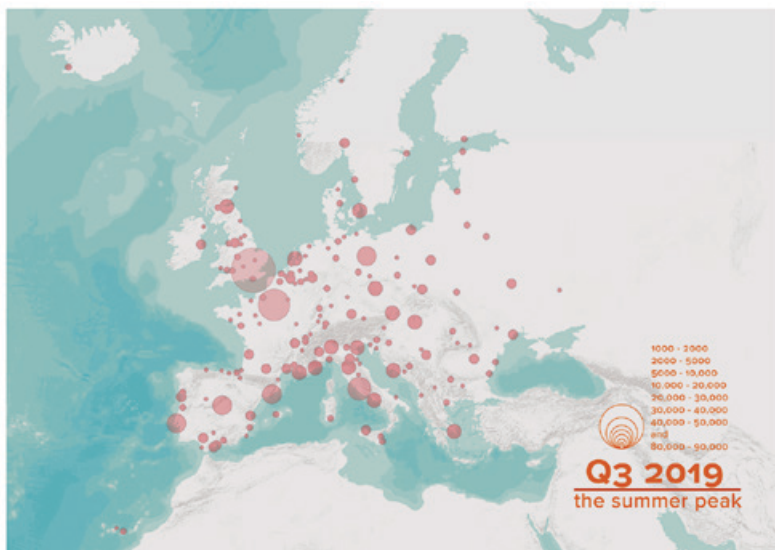 1000 - 2000
2000 - 5000
5000 - 10,000
10,000 - 20,000
20,000 - 30,000
30,000 - 40,000
40,000 - 50,000
and
80,000 - 90,000
Q3 2019
the summer peak